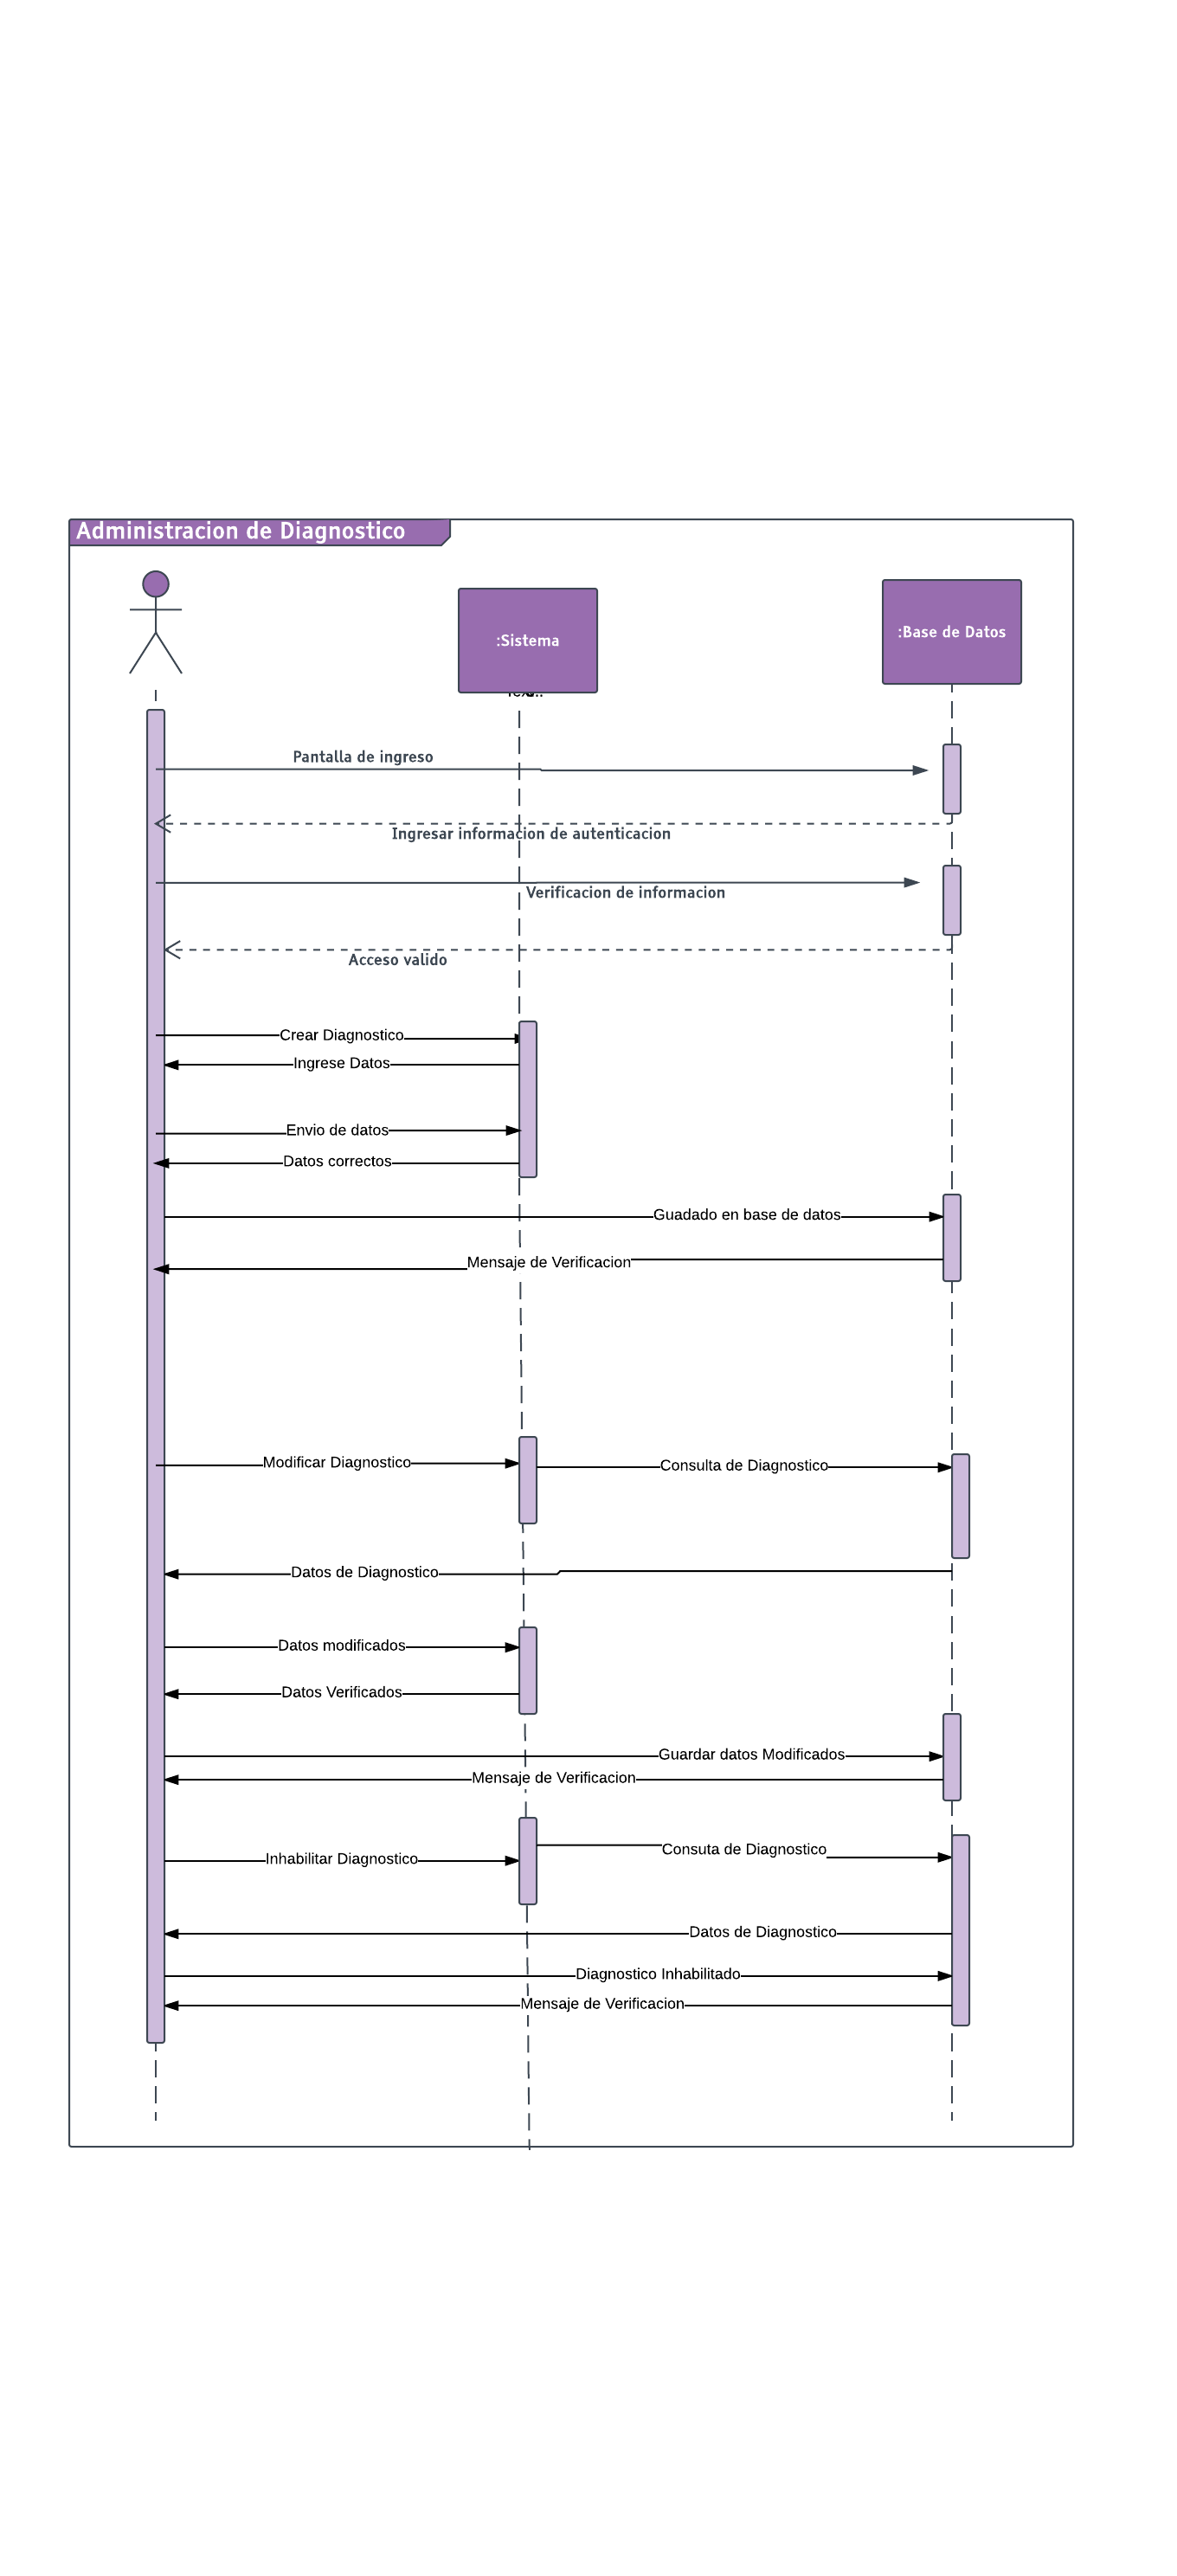 Administracion de Diagnostico
:Sistema
:Base de Datos
Pantalla de ingreso
Ingresar informacion de autenticacion
Verificacion de informacion
Acceso valido
Crear Diagnostico
Ingrese Datos
Envio de datos
Datos correctos
Guadado en base de datos
Mensaje de Verificacion
Modificar Diagnostico
Consulta de Diagnostico
Datos de Diagnostico
Datos modificados
Datos Verificados
Guardar datos Modificados
Mensaje de Verificacion
Consuta de Diagnostico
Inhabilitar Diagnostico
Datos de Diagnostico
Diagnostico Inhabilitado
Mensaje de Verificacion